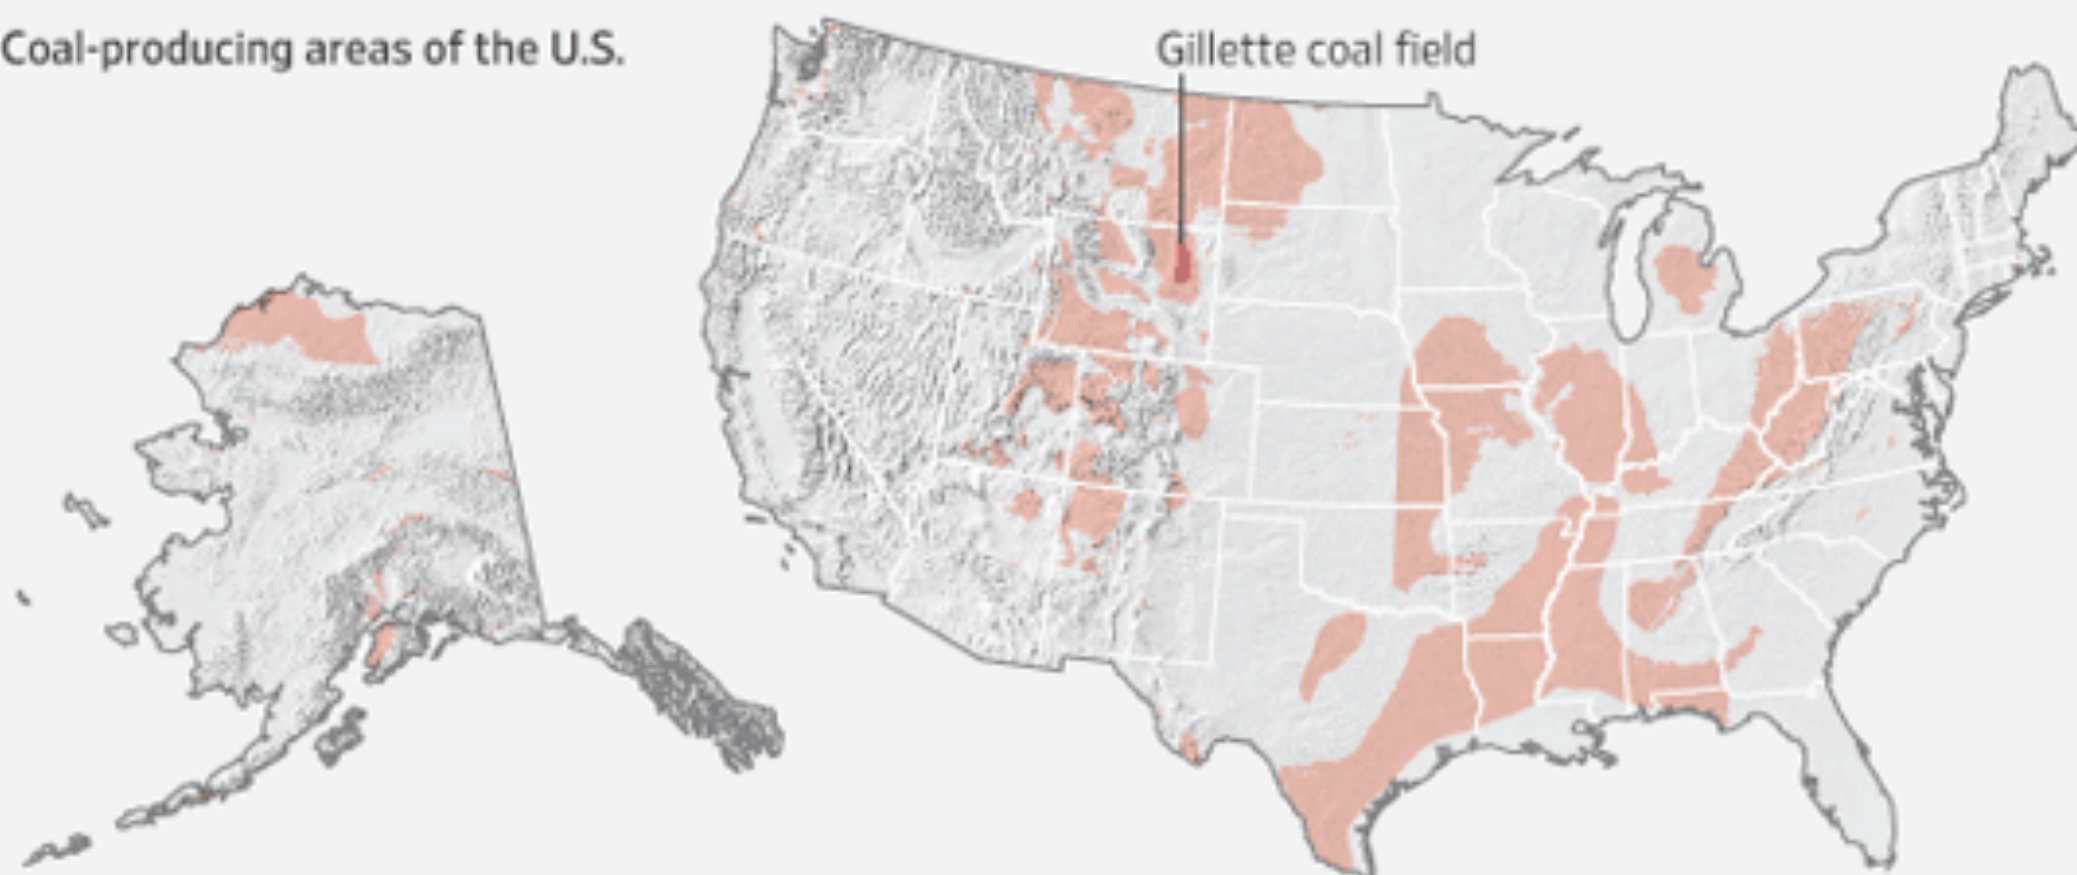 Coal-producing areas of the U.S.
Gillette coal field